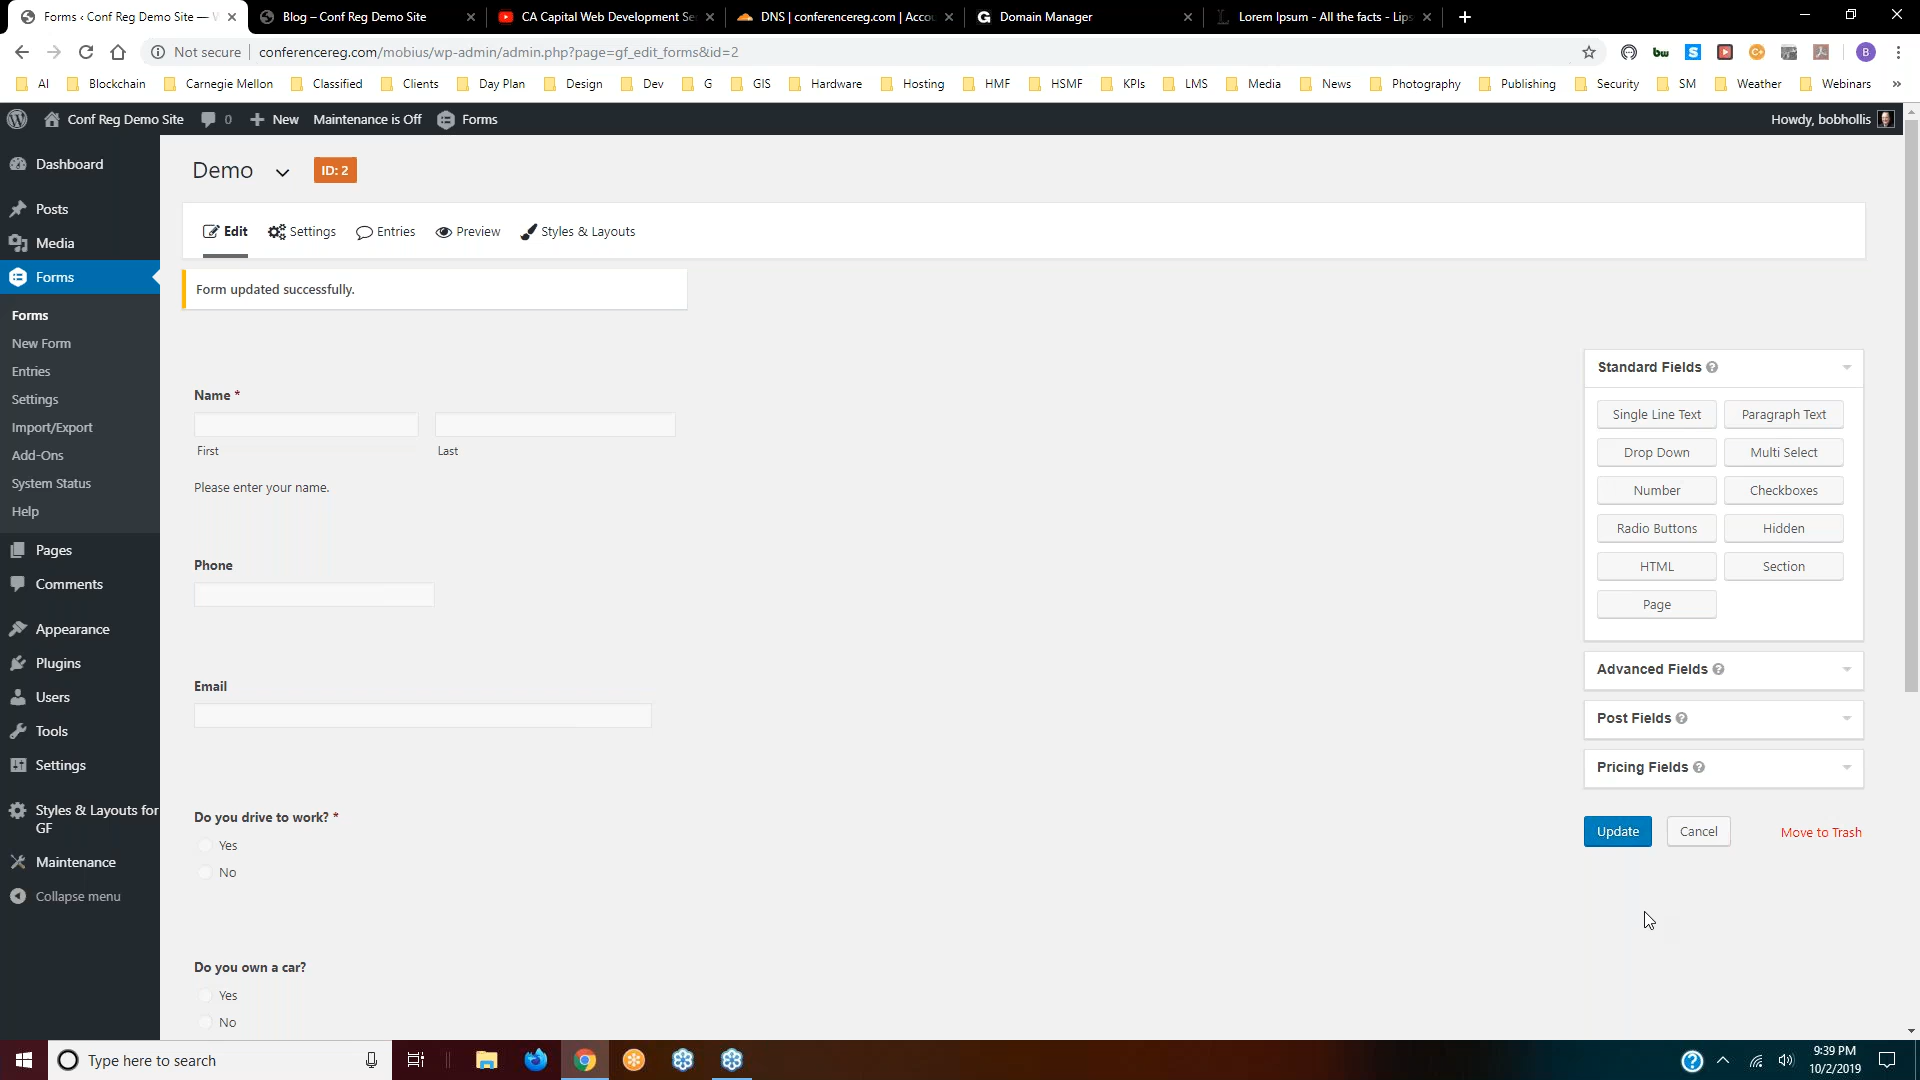 Forms ‹ Conf Reg Demo Site —
Blog – Conf Reg Demo Site
CA Capital Web Development Se
DNS | conferencereg.com | Accou
G Domain Manager
Lorem Ipsum - All the facts - Lips
Not secure
conferencereg.com/mobius/wp-admin/admin.php?page=gf_edit_forms&id=2
AI
Blockchain
Carnegie Mellon
Classified
Clients
Day Plan
Design
Dev
G
GIS
Hardware
Hosting
HMF
HSMF
KPIs
LMS
Media
News
Photography
Publishing
Security
SM
Weather
Webinars
»
Conf Reg Demo Site
0
New
Maintenance is Off
Forms
Howdy, bobhollis
Dashboard
Posts
Media
Forms
Forms
New Form
Entries
Settings
Import/Export
Add-Ons
System Status
Help
Pages
Comments
Appearance
Plugins
Users
Tools
Settings
Styles & Layouts for
GF
Maintenance
Collapse menu
Demo
ID: 2
Edit
Settings
Entries
Preview
Styles & Layouts
Form updated successfully.
Name *
First
Last
Please enter your name.
Phone
Email
Do you drive to work? *
Yes
No
Do you own a car?
Yes
No
Standard Fields
Single Line Text
Paragraph Text
Drop Down
Multi Select
Number
Checkboxes
Radio Buttons
Hidden
HTML
Section
Page
Advanced Fields
Post Fields
Pricing Fields
Update
Cancel
Move to Trash
Type here to search
9:39 PM
10/2/2019